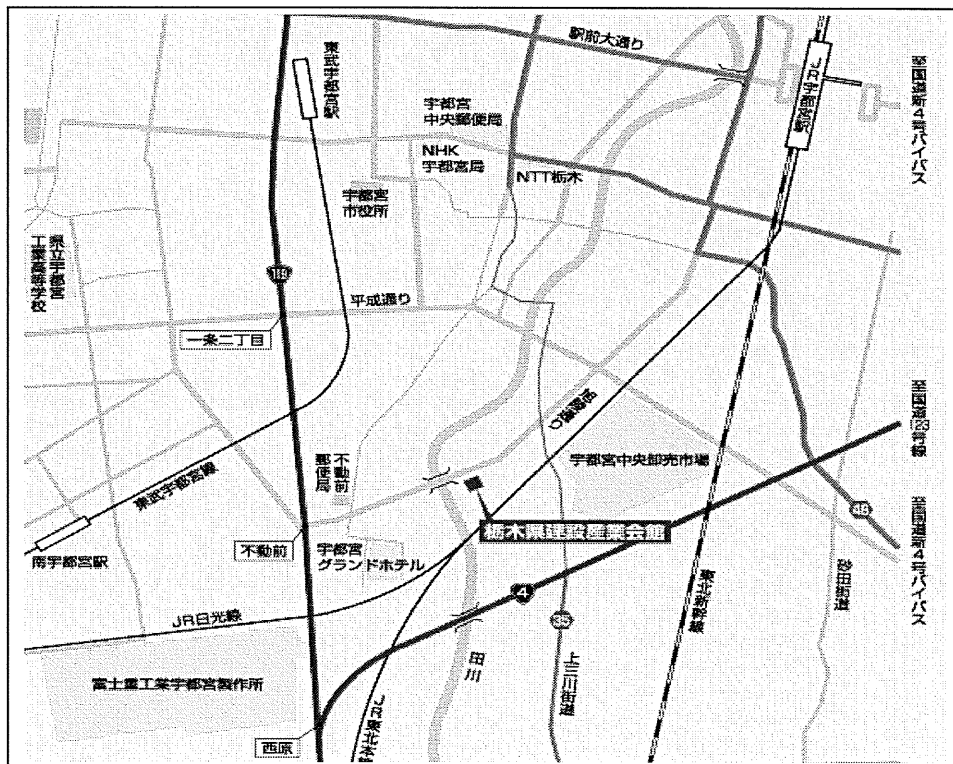 駅前大通り
東武宇都宮駅
JR宇都宮駅
至国道新4号バイパス
宇都宮
中央郵便局
NHK
宇都宮局
NTT栃木
宇都宮
市役所
県立宇都宮
工業高等学校
平成通り
一条二丁目
旭陵通り
至国道123号線
宇都宮中央卸売市場
不動前
郵便局
東武宇都宮線
栃木県建設産業会館
不動前
宇都宮
グランドホテル
南宇都宮駅
4
35
至国道新4号バイパス
砂田街道
JR日光線
田川
上三川街道
東北新幹線
富士重工業宇都宮製作所
西原
JR東北本線